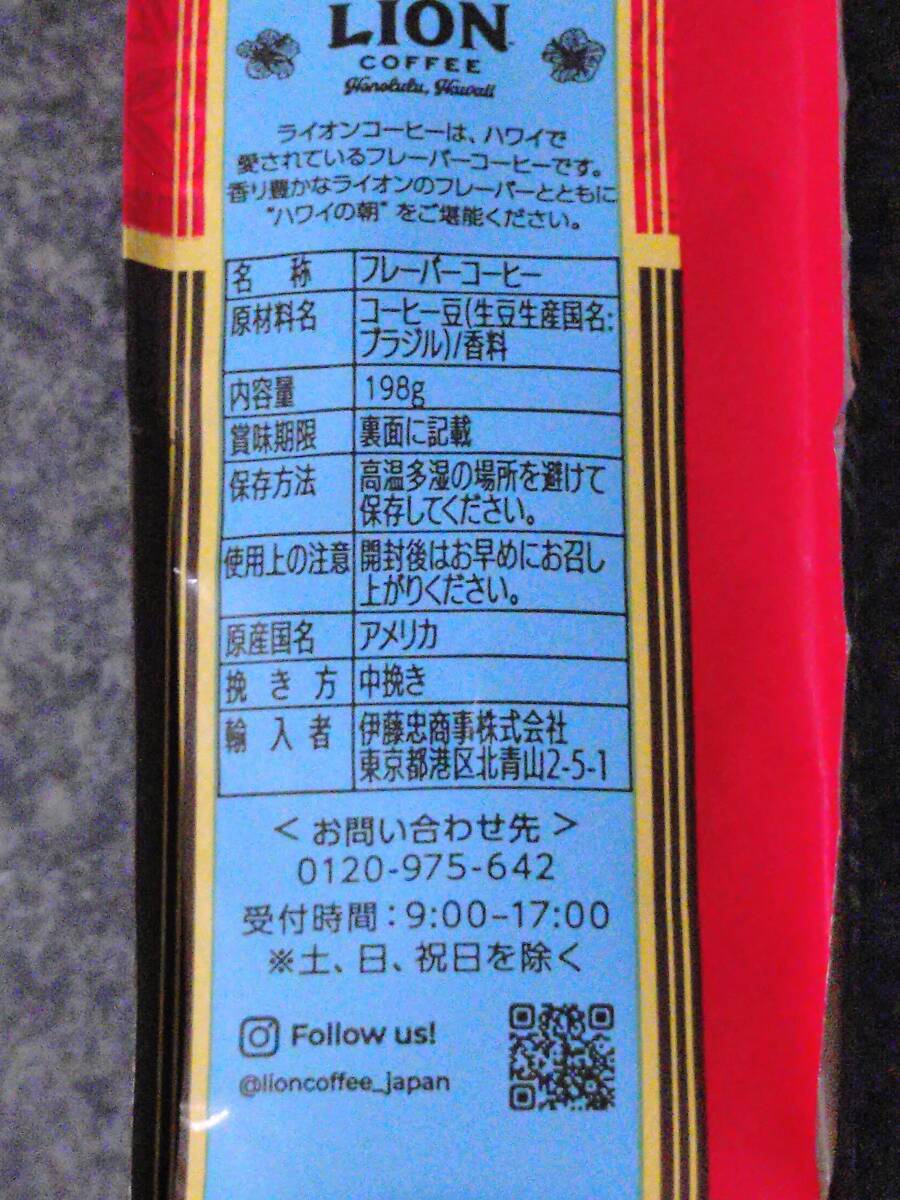 LION
COFFEE
Honolulu, Hawaii
ライオンコーヒーは、ハワイで
愛されているフレーバーコーヒーです。
香り豊かなライオンのフレーバーとともに
"ハワイの朝"をご堪能ください。
名 称 フレーバーコーヒー
原材料名 コーヒー豆(生豆生産国名:
ブラジル)/香料
内容量 198g
賞味期限 裏面に記載
保存方法 高温多湿の場所を避けて
保存してください。
使用上の注意 開封後はお早めにお召し
上がりください。
原産国名 アメリカ
挽き方 中挽き
輸入者 伊藤忠商事株式会社
東京都港区北青山2-5-1
＜お問い合わせ先＞
0120-975-642
受付時間：9:00–17:00
※土、日、祝日を除く
Follow us!
@lioncoffee_japan